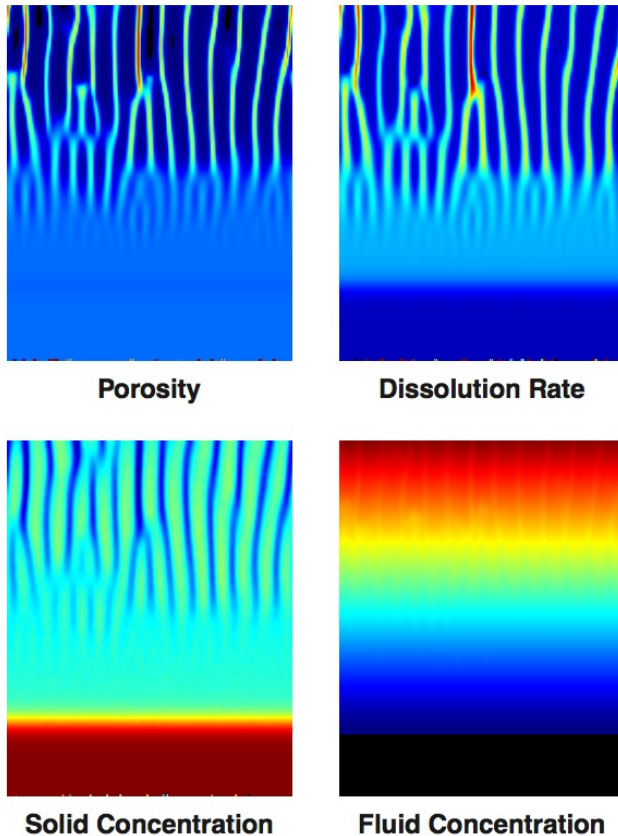 Porosity
Dissolution Rate
Solid Concentration
Fluid Concentration